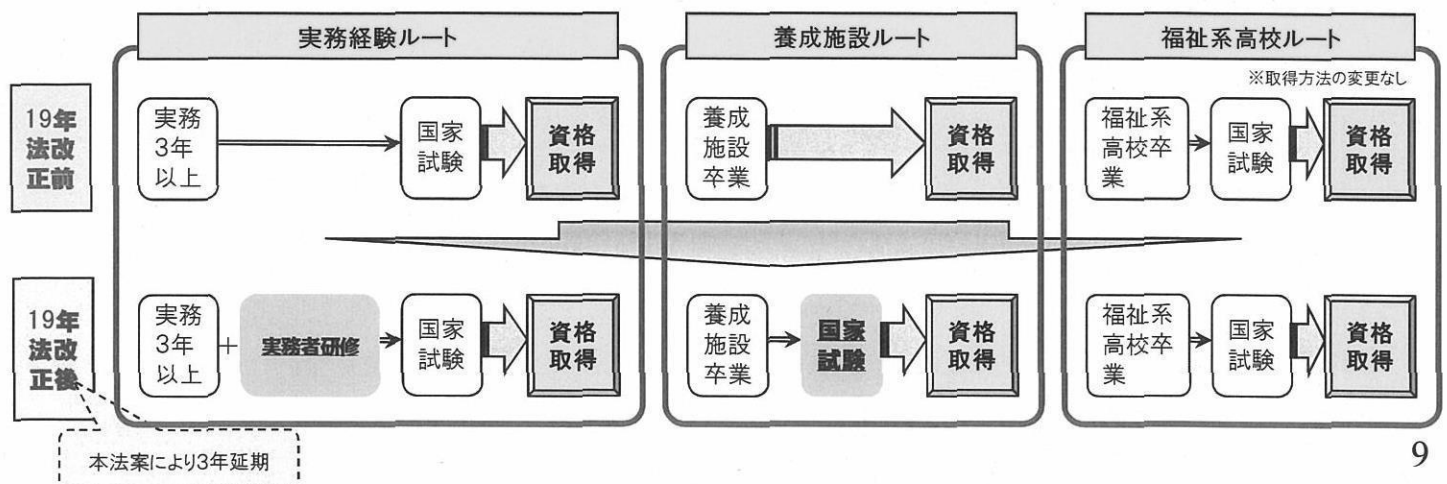 実務経験ルート
養成施設ルート
福祉系高校ルート
※取得方法の変更なし
19年
法改
正前
実務
3年
以上
国家
試験
資格
取得
養成
施設
卒業
資格
取得
福祉系
高校卒
業
国家
試験
資格
取得
19年
法改
正後
実務
3年
以上
+
実務者研修
国家
試験
資格
取得
養成
施設
卒業
国家
試験
資格
取得
福祉系
高校卒
業
国家
試験
資格
取得
本法案により3年延期
9